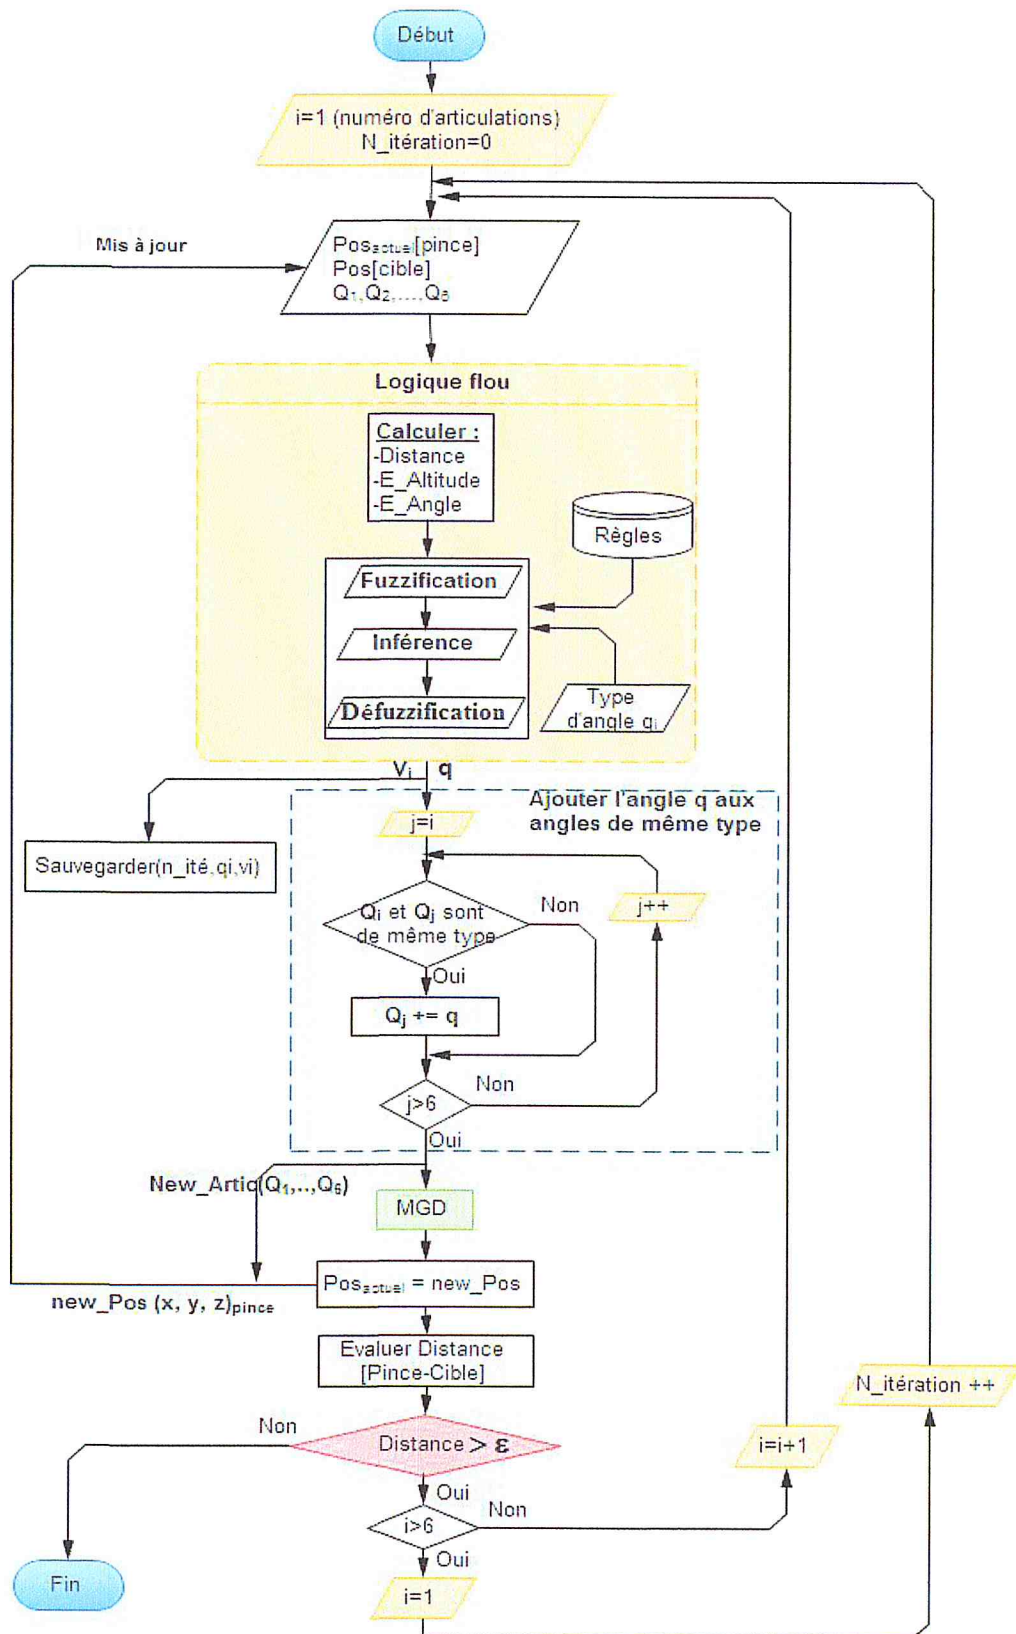 Début
i=1 (numéro d'articulations)
N_itération=0
Mis à jour
Pos_actuel[pince]
Pos[cible]
Q₁,Q₂,...,Q₆
Logique flou
Calculer :
-Distance
-E_Altitude
-E_Angle
Règles
Fuzzification
Inférence
Défuzzification
Type
d'angle qᵢ
Vᵢ q
Ajouter l'angle q aux
angles de même type
j=i
Sauvegarder(n_ité,qi,vi)
Qᵢ et Qⱼ sont
de même type
Non
j++
Oui
Qⱼ += q
j>6
Non
Oui
New_Artic(Q₁,..,Q₆)
MGD
Pos_actuel = new_Pos
new_Pos (x, y, z)pince
Evaluer Distance
[Pince-Cible]
N_itération ++
Non
Distance > ε
i=i+1
Oui
i>6
Non
Oui
Fin
i=1